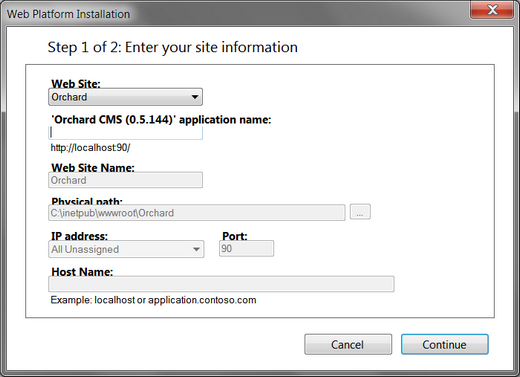 Web Platform Installation
Step 1 of 2: Enter your site information
Web Site:
Orchard
'Orchard CMS (0.5.144)' application name:
http://localhost:90/
Web Site Name:
Orchard
Physical path:
C:\inetpub\wwwroot\Orchard
...
IP address: Port:
All Unassigned 90
Host Name:
Example: localhost or application.contoso.com
Cancel Continue